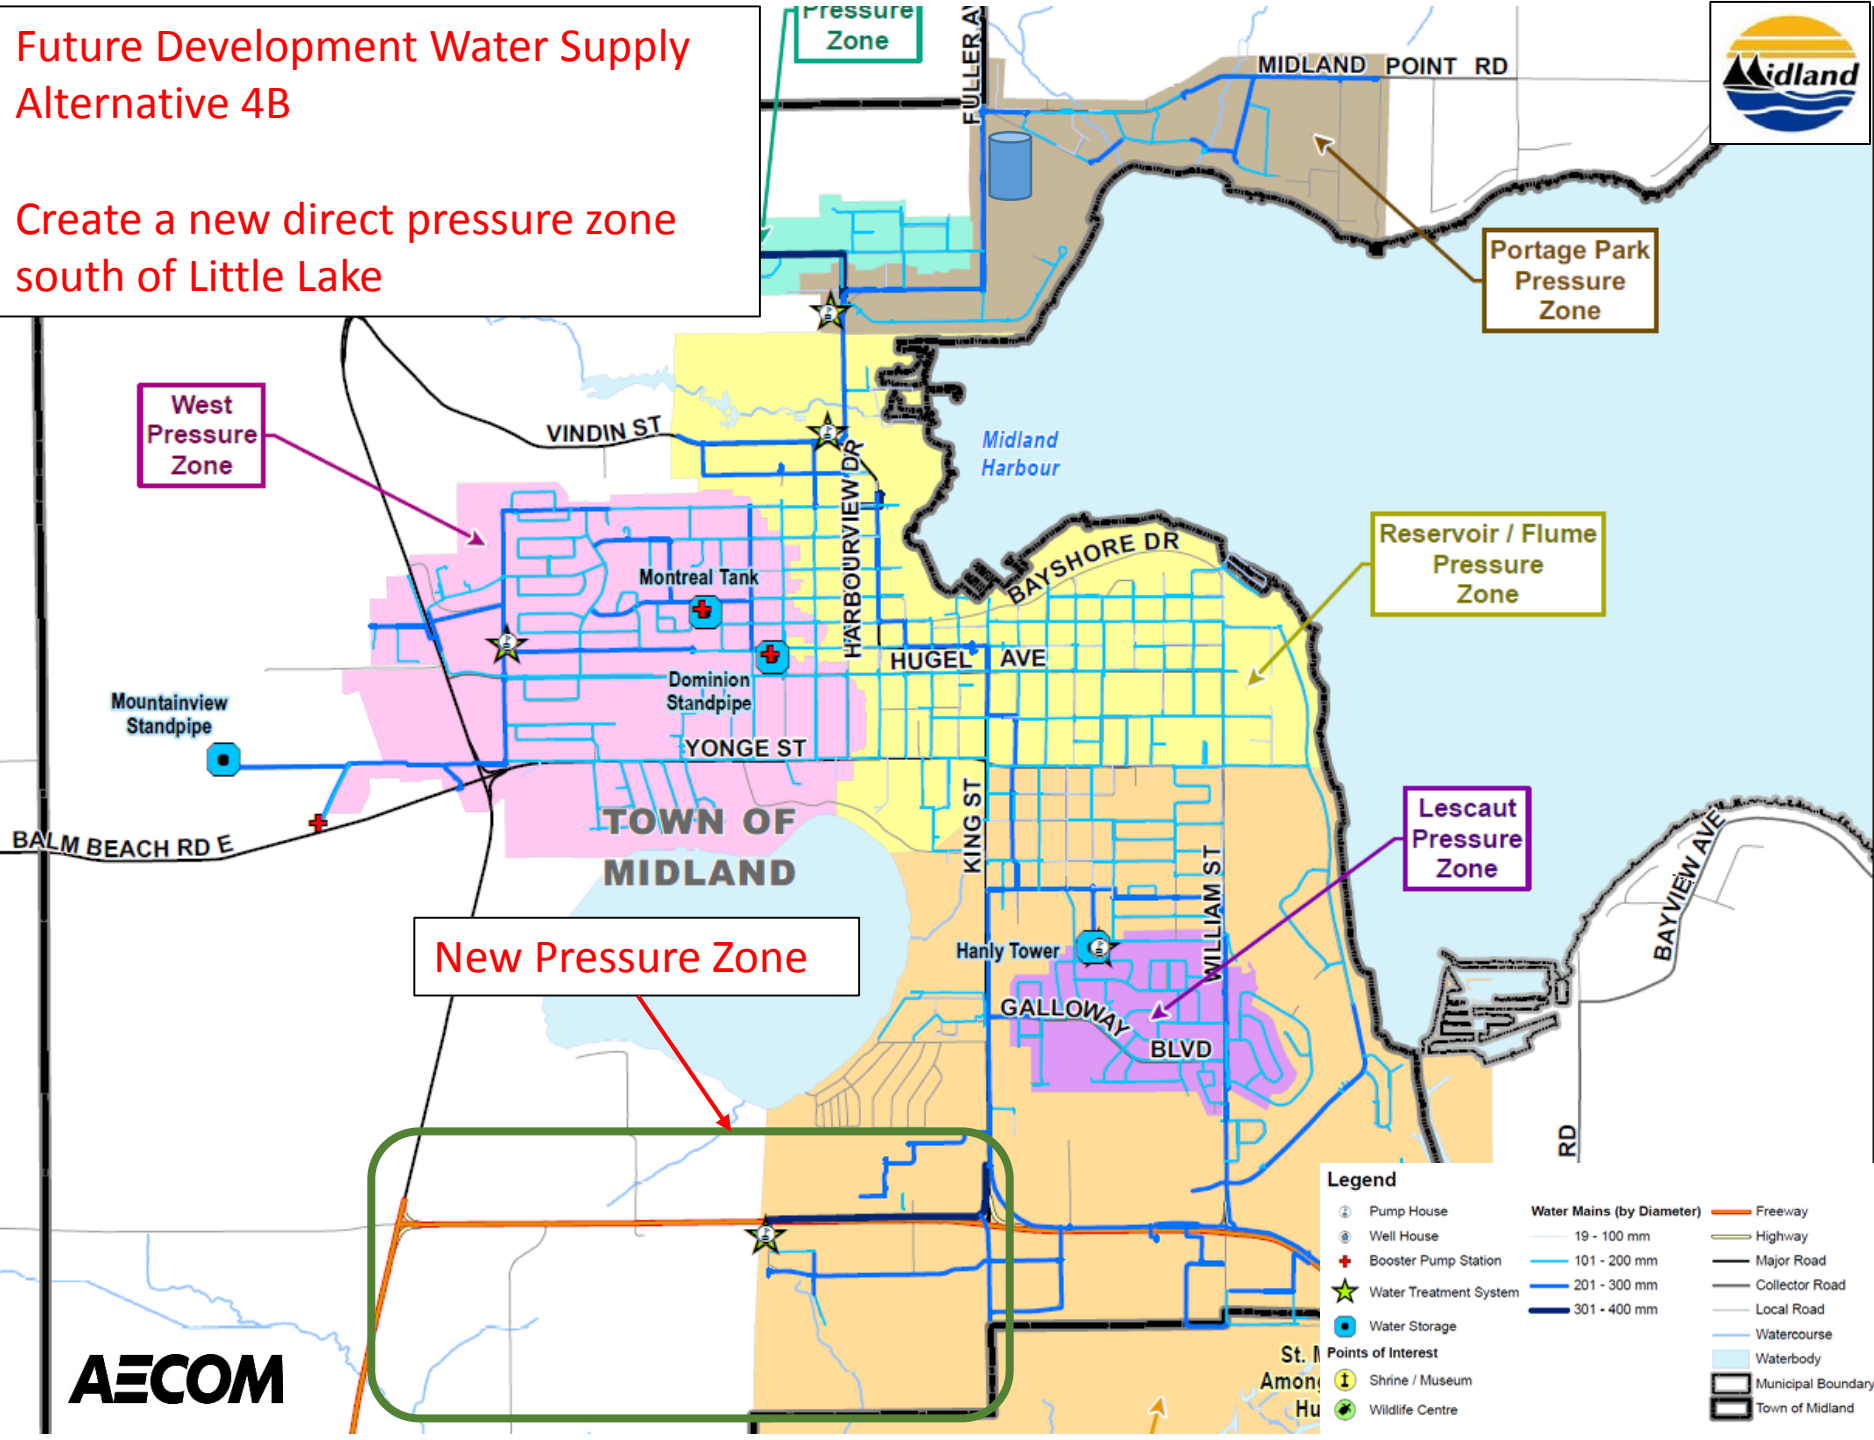 Future Development Water Supply
Alternative 4B
Create a new direct pressure zone
south of Little Lake
Pressure
Zone
FULLER
MIDLAND POINT RD
Midland
Portage Park
Pressure
Zone
West
Pressure
Zone
VINDIN ST
HARBOURVIEW DR
Midland
Harbour
BAYSHORE DR
Reservoir / Flume
Pressure
Zone
Montreal Tank
HUGEL AVE
Dominion
Standpipe
Mountainview
Standpipe
YONGE ST
KING ST
TOWN OF
MIDLAND
BALM BEACH RD E
Lescaut
Pressure
Zone
WILLIAM ST
BAYVIEW AVE
New Pressure Zone
Hanly Tower
GALLOWAY
BLVD
RD
Legend
Pump House
Well House
Booster Pump Station
Water Treatment System
Water Storage
Points of Interest
Shrine / Museum
Wildlife Centre
Water Mains (by Diameter)
19 - 100 mm
101 - 200 mm
201 - 300 mm
301 - 400 mm
Freeway
Highway
Major Road
Collector Road
Local Road
Watercourse
Waterbody
Municipal Boundary
Town of Midland
St.
Among
Hu
AECOM